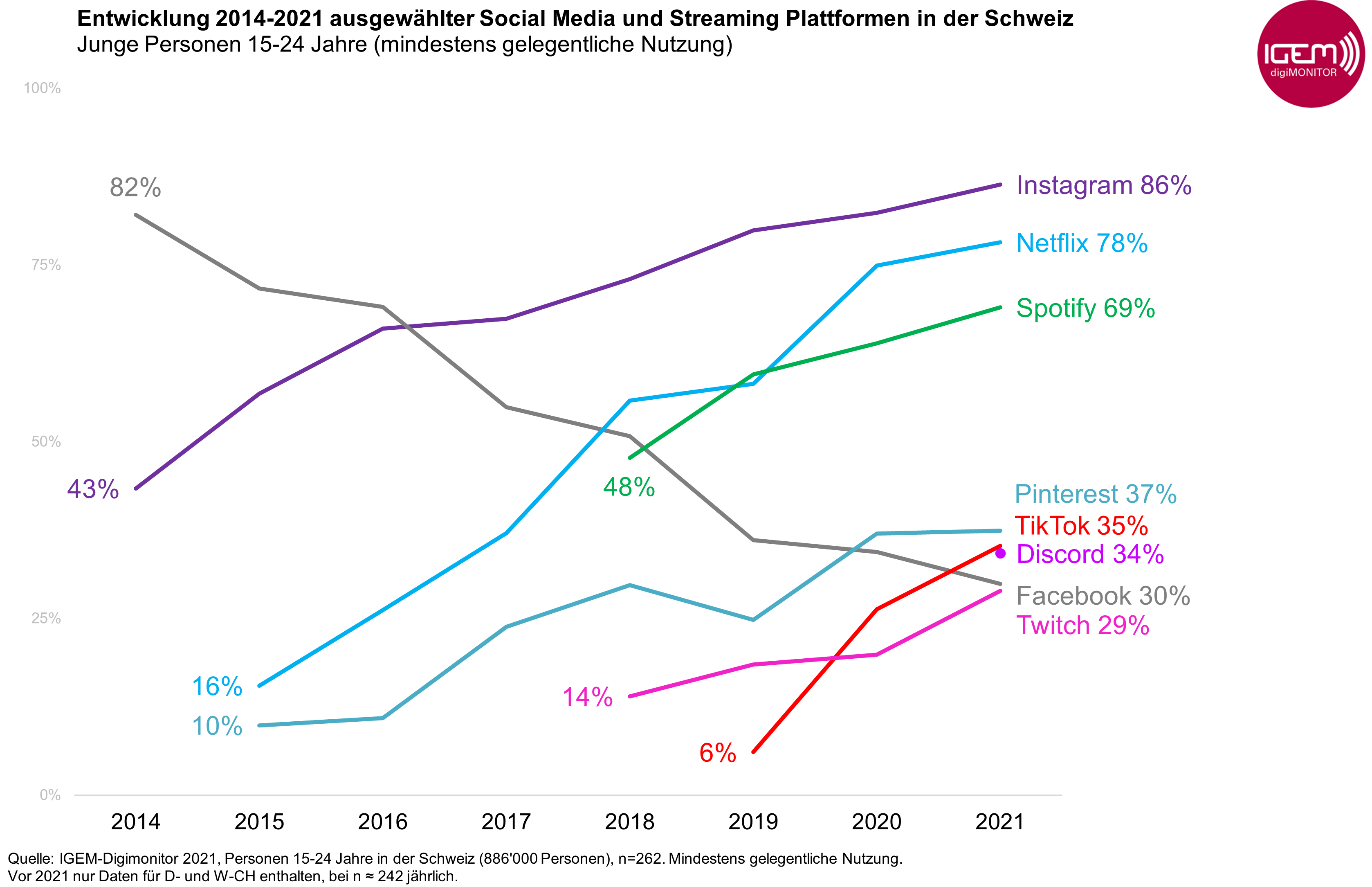 Entwicklung 2014-2021 ausgewählter Social Media und Streaming Plattformen in der Schweiz
Junge Personen 15-24 Jahre (mindestens gelegentliche Nutzung)
IGEM
digiMONITOR
100%
75%
50%
25%
0%
82%
43%
16%
10%
48%
14%
6%
Instagram 86%
Netflix 78%
Spotify 69%
Pinterest 37%
TikTok 35%
Discord 34%
Facebook 30%
Twitch 29%
2014 2015 2016 2017 2018 2019 2020 2021
Quelle: IGEM-Digimonitor 2021, Personen 15-24 Jahre in der Schweiz (886'000 Personen), n=262. Mindestens gelegentliche Nutzung.
Vor 2021 nur Daten für D- und W-CH enthalten, bei n ≈ 242 jährlich.